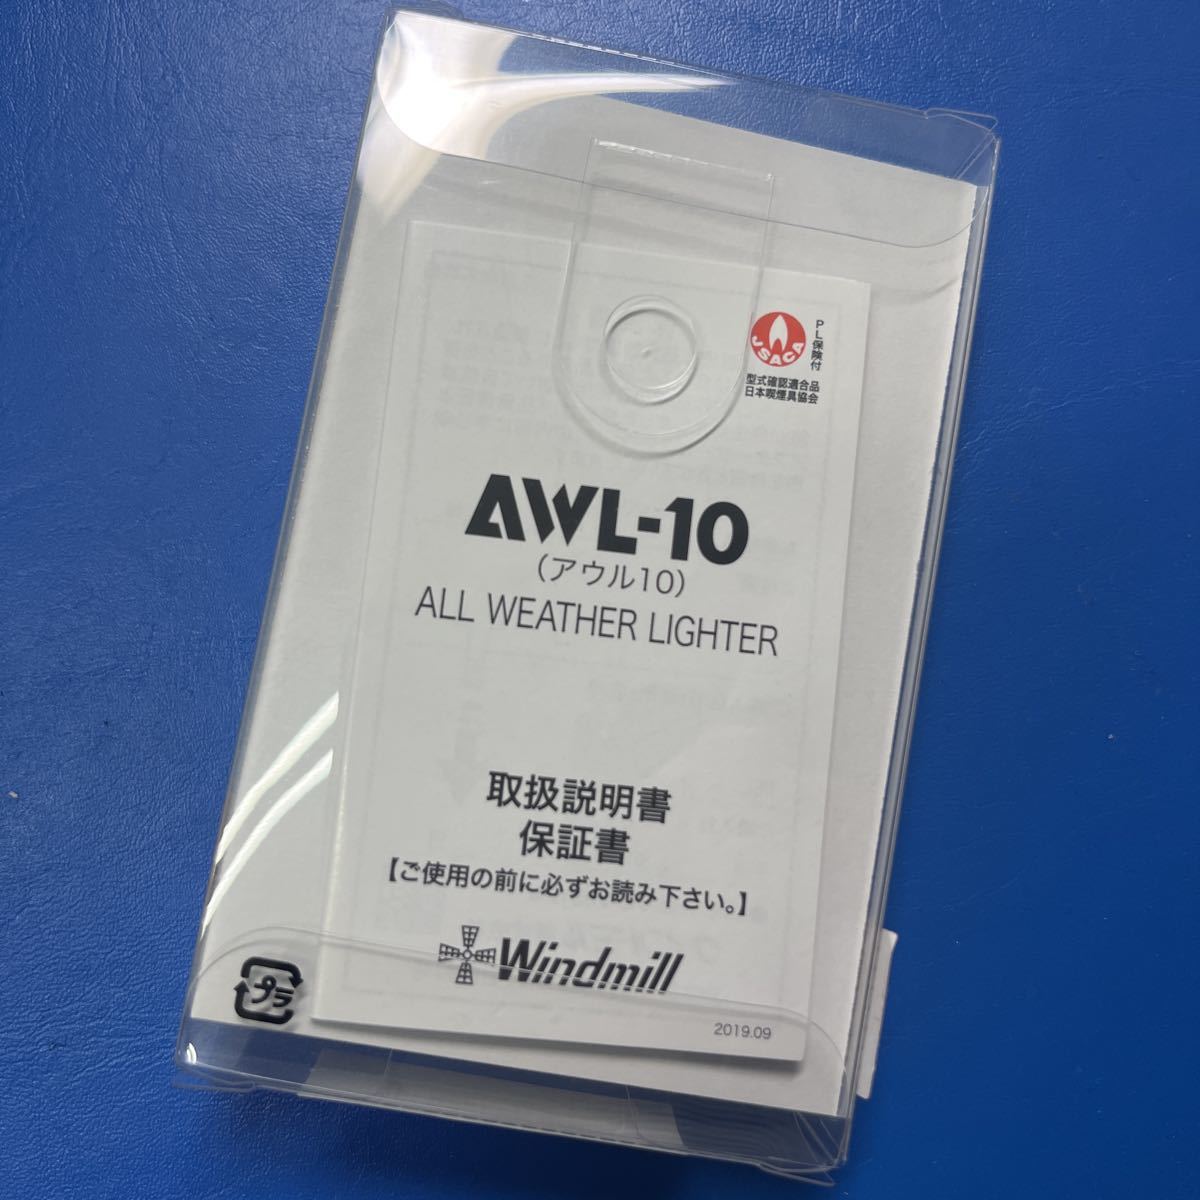 JSACA
PL保険付
型式確認適合品
日本喫煙具協会
AWL-10
(アウル10)
ALL WEATHER LIGHTER
取扱説明書
保証書
【ご使用の前に必ずお読み下さい。】
Windmill
プラ
2019.09